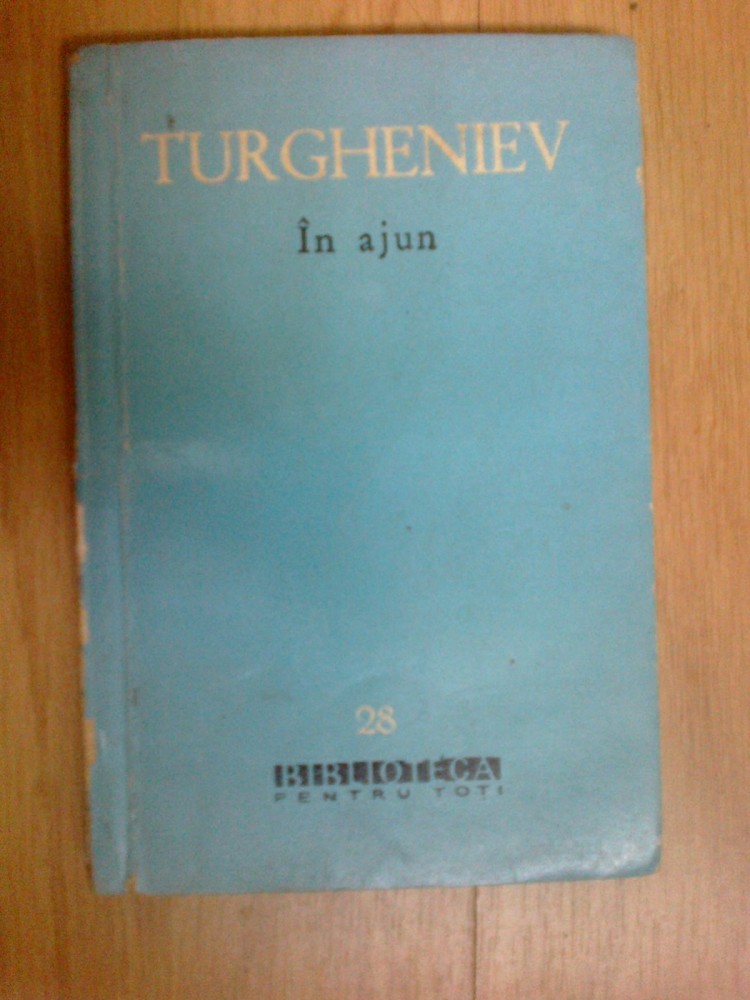 TURGHENIEV
În ajun
28
BIBLIOTECA
PENTRU TOȚI